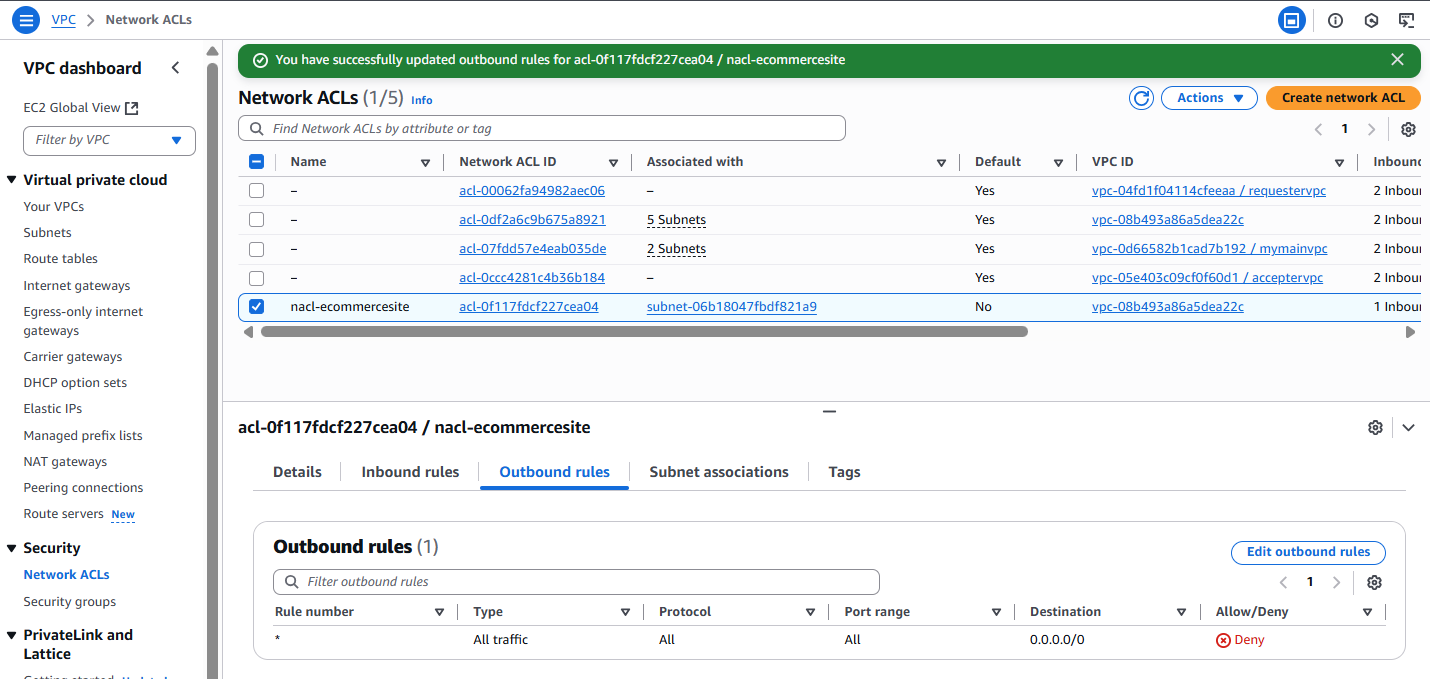 VPC > Network ACLs
VPC dashboard
EC2 Global View
Filter by VPC
Virtual private cloud
Your VPCs
Subnets
Route tables
Internet gateways
Egress-only internet
gateways
Carrier gateways
DHCP option sets
Elastic IPs
Managed prefix lists
NAT gateways
Peering connections
Route servers New
Security
Network ACLs
Security groups
PrivateLink and
Lattice
You have successfully updated outbound rules for acl-0f117fdcf227cea04 / nacl-ecommercesite
Network ACLs (1/5) Info
Actions
Create network ACL
Find Network ACLs by attribute or tag
1
Name Network ACL ID Associated with Default VPC ID Inbound
– acl-00062fa94982aec06 – Yes vpc-04fd1f04114cfeeaa / requestervpc 2 Inbou
– acl-0df2a6c9b675a8921 5 Subnets Yes vpc-08b493a86a5dea22c 2 Inbou
– acl-07fdd57e4eab035de 2 Subnets Yes vpc-0d66582b1cad7b192 / mymainvpc 2 Inbou
– acl-0ccc4281c4b36b184 – Yes vpc-05e403c09cf0f60d1 / acceptervpc 2 Inbou
nacl-ecommercesite acl-0f117fdcf227cea04 subnet-06b18047fbdf821a9 No vpc-08b493a86a5dea22c 1 Inbou
acl-0f117fdcf227cea04 / nacl-ecommercesite
Details Inbound rules Outbound rules Subnet associations Tags
Outbound rules (1)
Edit outbound rules
Filter outbound rules
1
Rule number Type Protocol Port range Destination Allow/Deny
* All traffic All All 0.0.0.0/0 Deny